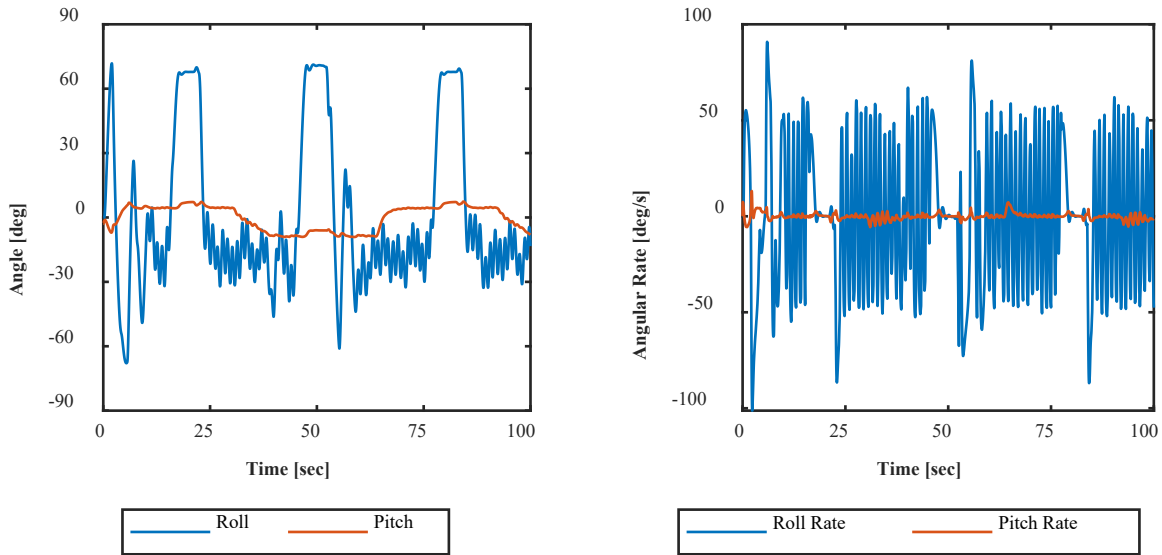 90
60
30
0
-30
-60
-90
Angle [deg]
0 25 50 75 100
Time [sec]
Roll Pitch
100
50
0
-50
-100
Angular Rate [deg/s]
0 25 50 75 100
Time [sec]
Roll Rate Pitch Rate